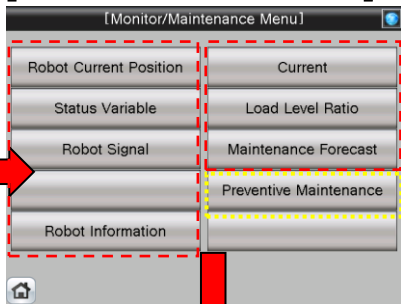 [Monitor/Maintenance Menu]
Robot Current Position
Current
Status Variable
Load Level Ratio
Robot Signal
Maintenance Forecast
Preventive Maintenance
Robot Information